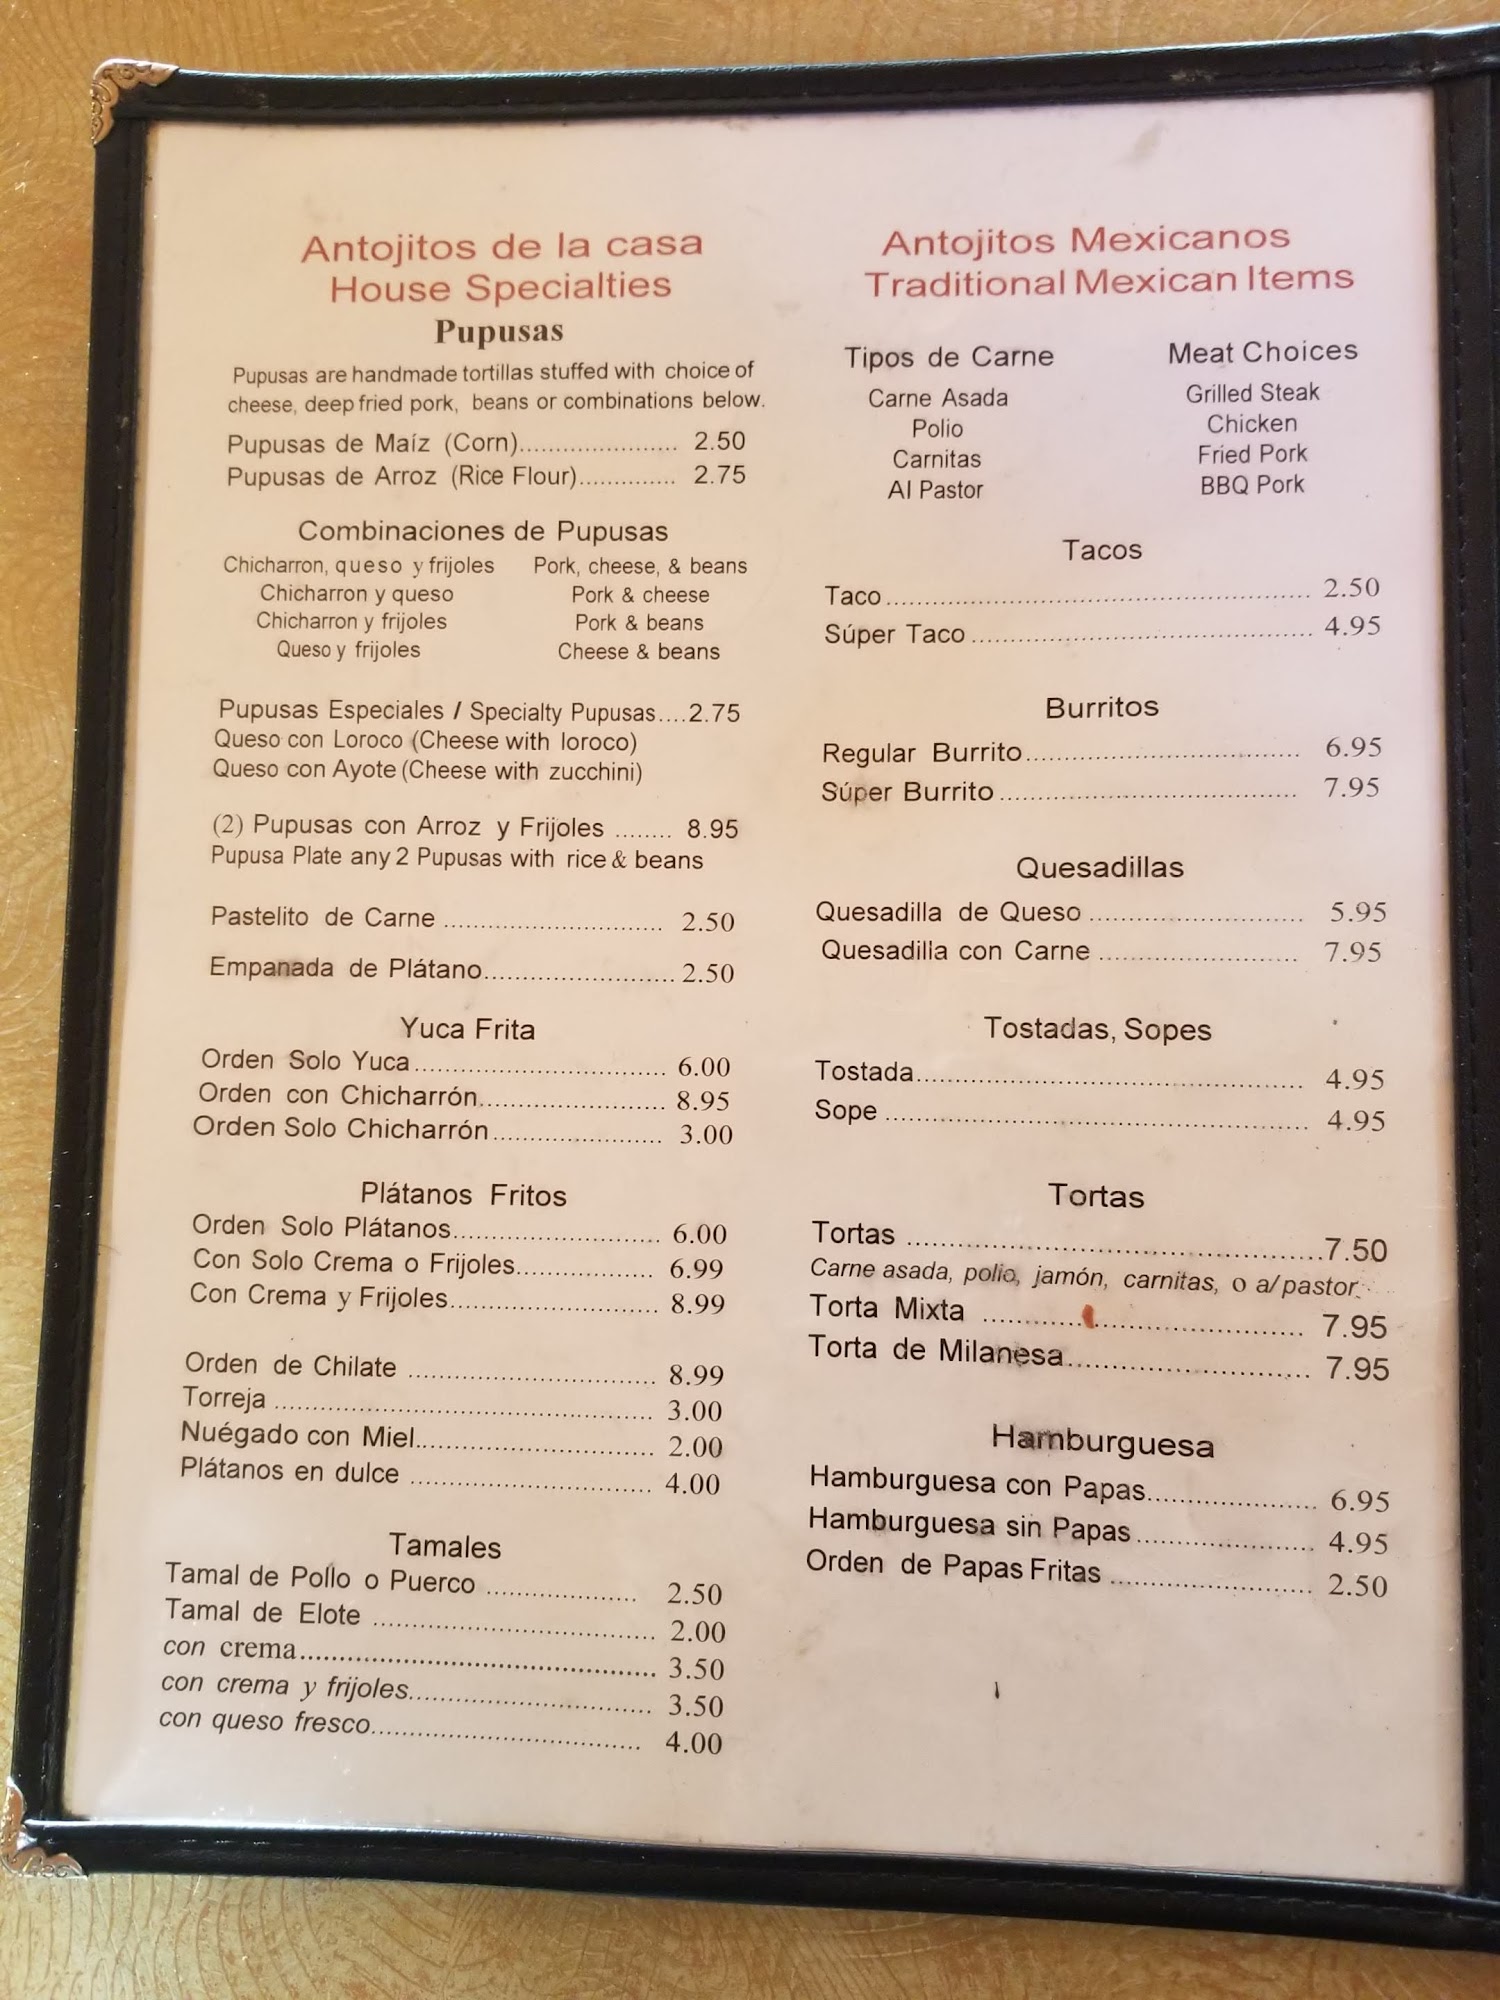 Antojitos de la casa
House Specialties
Pupusas
Pupusas are handmade tortillas stuffed with choice of
cheese, deep fried pork, beans or combinations below.
Pupusas de Maíz (Corn)...................... 2.50
Pupusas de Arroz (Rice Flour).............. 2.75
Combinaciones de Pupusas
Chicharron, queso y frijoles Pork, cheese, & beans
Chicharron y queso Pork & cheese
Chicharron y frijoles Pork & beans
Queso y frijoles Cheese & beans
Pupusas Especiales / Specialty Pupusas....2.75
Queso con Loroco (Cheese with loroco)
Queso con Ayote (Cheese with zucchini)
(2) Pupusas con Arroz y Frijoles ........ 8.95
Pupusa Plate any 2 Pupusas with rice & beans
Pastelito de Carne ............................... 2.50
Empanada de Plátano........................... 2.50
Yuca Frita
Orden Solo Yuca .................................... 6.00
Orden con Chicharrón.......................... 8.95
Orden Solo Chicharrón........................ 3.00
Plátanos Fritos
Orden Solo Plátanos............................. 6.00
Con Solo Crema o Frijoles................... 6.99
Con Crema y Frijoles............................. 8.99
Orden de Chilate ................................... 8.99
Torreja ..................................................... 3.00
Nuégado con Miel.................................. 2.00
Plátanos en dulce .................................. 4.00
Tamales
Tamal de Pollo o Puerco ..................... 2.50
Tamal de Elote ........................................ 2.00
con crema.................................................... 3.50
con crema y frijoles.................................. 3.50
con queso fresco...................................... 4.00
Antojitos Mexicanos
Traditional Mexican Items
Tipos de Carne Meat Choices
Carne Asada Grilled Steak
Polio Chicken
Carnitas Fried Pork
Al Pastor BBQ Pork
Tacos
Taco ............................................................ 2.50
Súper Taco ................................................ 4.95
Burritos
Regular Burrito....................................... 6.95
Súper Burrito .......................................... 7.95
Quesadillas
Quesadilla de Queso .............................. 5.95
Quesadilla con Carne ............................ 7.95
Tostadas, Sopes
Tostada...................................................... 4.95
Sope ............................................................ 4.95
Tortas
Tortas .......................................................7.50
Carne asada, polio, jamón, carnitas, o a/ pastor
Torta Mixta .............................................. 7.95
Torta de Milanesa................................... 7.95
Hamburguesa
Hamburguesa con Papas........................ 6.95
Hamburguesa sin Papas ......................... 4.95
Orden de Papas Fritas ............................. 2.50